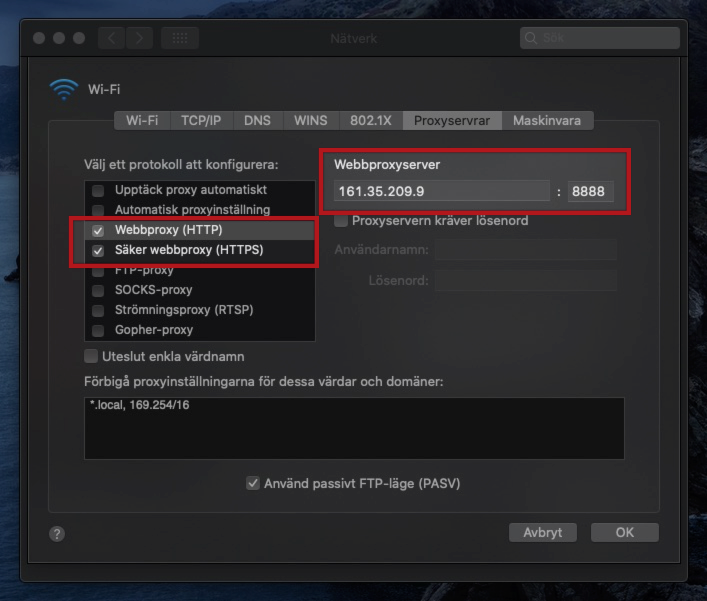 Nätverk
Sök
Wi-Fi
Wi-Fi TCP/IP DNS WINS 802.1X Proxyservrar Maskinvara
Välj ett protokoll att konfigurera:
Upptäck proxy automatiskt
Automatisk proxyinställning
Webbproxy (HTTP)
Säker webbproxy (HTTPS)
FTP-proxy
SOCKS-proxy
Strömningsproxy (RTSP)
Gopher-proxy
Webbproxyserver
161.35.209.9 : 8888
Proxyservern kräver lösenord
Användarnamn:
Lösenord:
Uteslut enkla värdnamn
Förbigå proxyinställningarna för dessa värdar och domäner:
*.local, 169.254/16
Använd passivt FTP-läge (PASV)
?
Avbryt OK